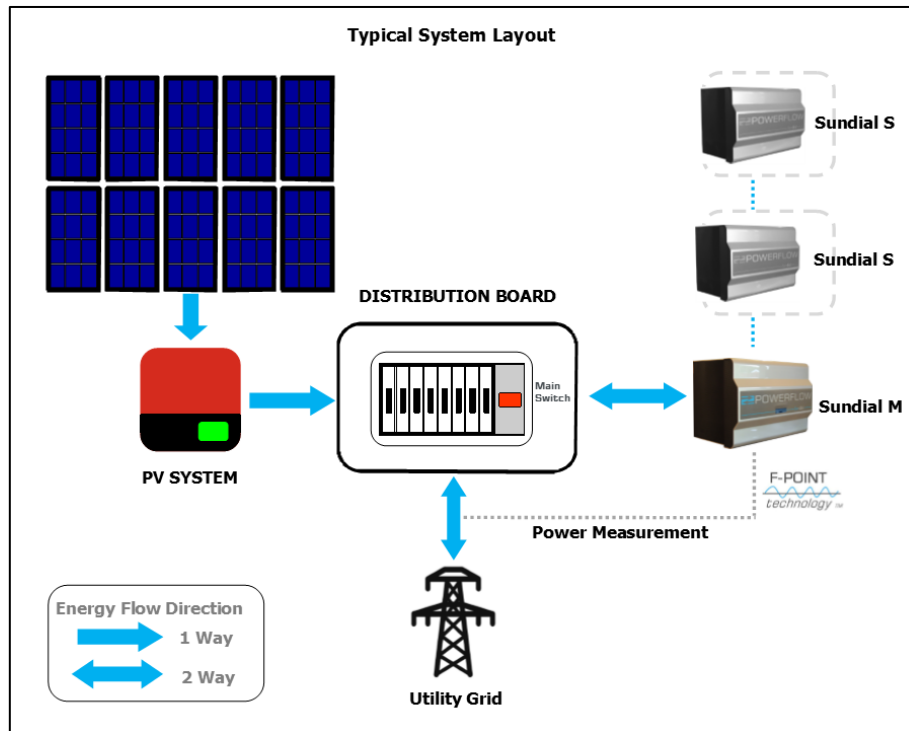 Typical System Layout
POWERFLOW
Sundial S
POWERFLOW
Sundial S
DISTRIBUTION BOARD
Main
Switch
POWERFLOW
Sundial M
PV SYSTEM
F-POINT
technology
Power Measurement
Energy Flow Direction
1 Way
2 Way
Utility Grid